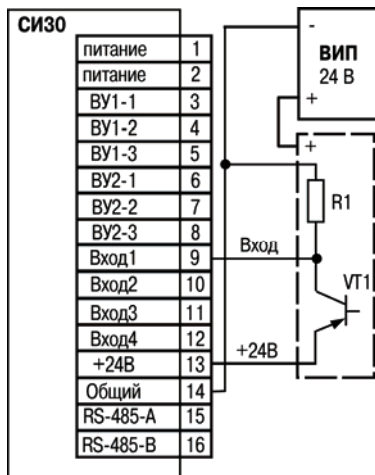 СИ30
питание 1
питание 2
ВУ1-1 3
ВУ1-2 4
ВУ1-3 5
ВУ2-1 6
ВУ2-2 7
ВУ2-3 8
Вход1 9
Вход2 10
Вход3 11
Вход4 12
+24В 13
Общий 14
RS-485-A 15
RS-485-B 16
Вход
+24В
-
ВИП
24 В
+
+
R1
VT1